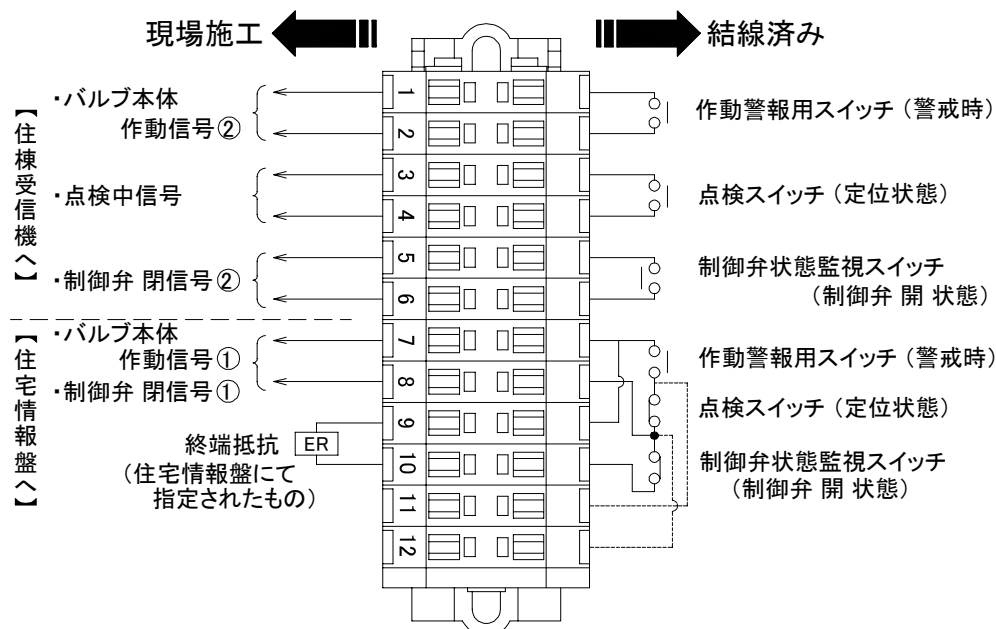 現場施工
結線済み
【住棟受信機へ】
・バルブ本体
作動信号②
・点検中信号
・制御弁 閉信号②
【住宅情報盤へ】
・バルブ本体
作動信号①
・制御弁 閉信号①
終端抵抗
(住宅情報盤にて
指定されたもの)
ER
1
2
3
4
5
6
7
8
9
10
11
12
作動警報用スイッチ (警戒時)
点検スイッチ (定位状態)
制御弁状態監視スイッチ
(制御弁 開 状態)
作動警報用スイッチ (警戒時)
点検スイッチ (定位状態)
制御弁状態監視スイッチ
(制御弁 開 状態)